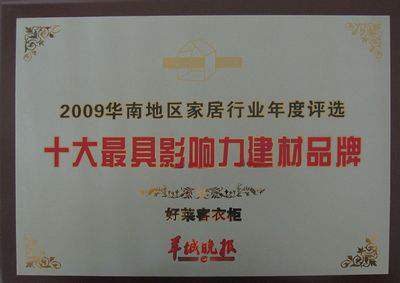 2009华南地区家居行业年度评选
十大最具影响力建材品牌
好莱客衣柜
羊城晚报